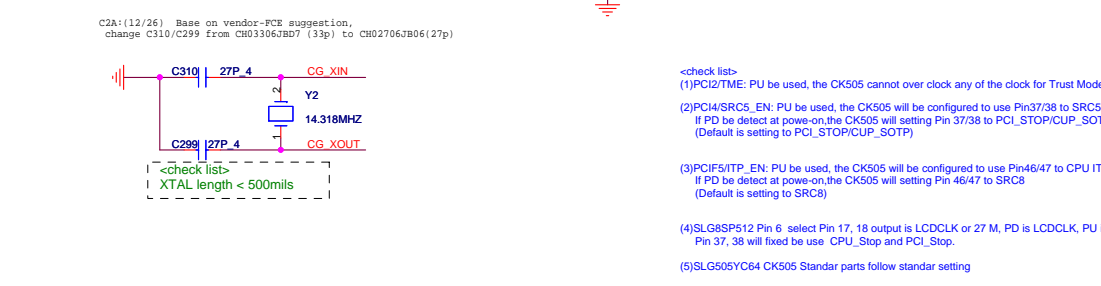 C2A:(12/26) Base on vendor-FCE suggestion,
change C310/C299 from CH03306JBD7 (33p) to CH02706JB06(27p)
C310 27P_4 CG_XIN
2
Y2
14.318MHZ
1
C299 27P_4 CG_XOUT
<check list>
XTAL length < 500mils
<check list>
(1)PCI2/TME: PU be used, the CK505 cannot over clock any of the clock for Trust Mode
(2)PCI4/SRC5_EN: PU be used, the CK505 will be configured to use Pin37/38 to SRC5
If PD be detect at powe-on,the CK505 will setting Pin 37/38 to PCI_STOP/CUP_SOT
(Default is setting to PCI_STOP/CUP_SOTP)
(3)PCIF5/ITP_EN: PU be used, the CK505 will be configured to use Pin46/47 to CPU IT
If PD be detect at powe-on,the CK505 will setting Pin 46/47 to SRC8
(Default is setting to SRC8)
(4)SLG8SP512 Pin 6 select Pin 17, 18 output is LCDCLK or 27 M, PD is LCDCLK, PU
Pin 37, 38 will fixed be use CPU_Stop and PCI_Stop.
(5)SLG505YC64 CK505 Standar parts follow standar setting